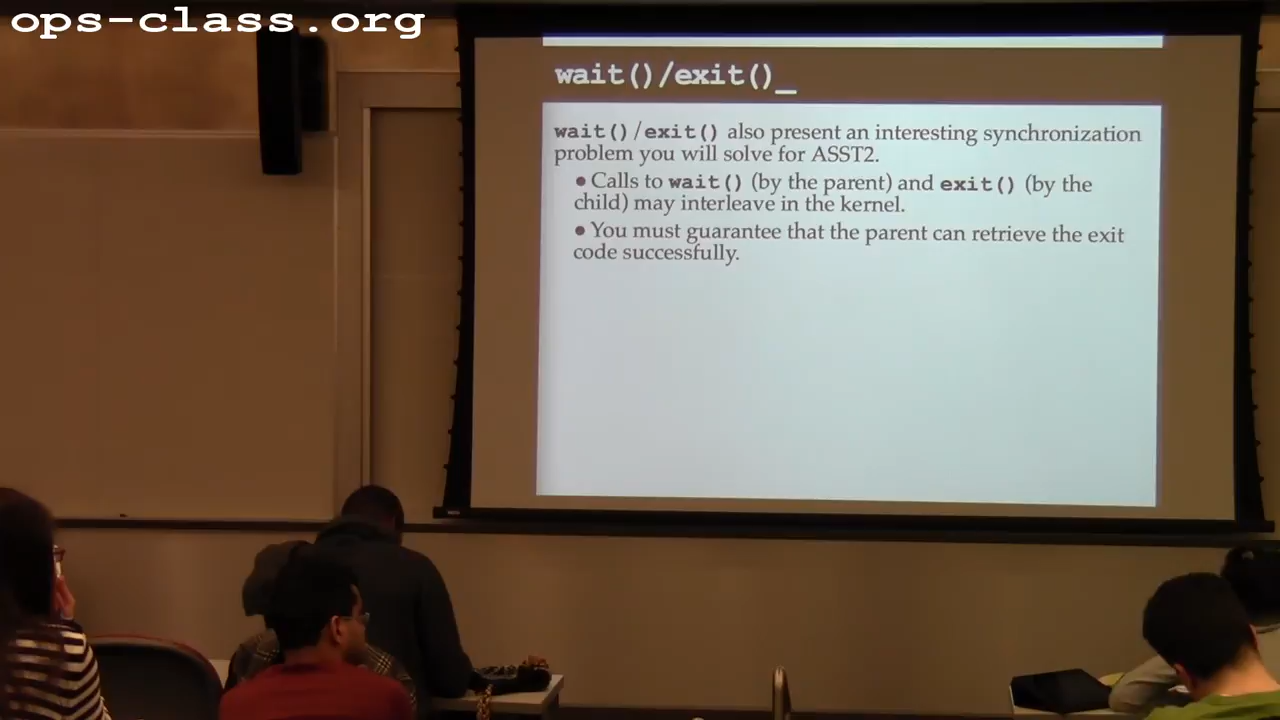 ops-class.org
wait()/exit()_
wait()/exit() also present an interesting synchronization
problem you will solve for ASST2.
● Calls to wait() (by the parent) and exit() (by the
child) may interleave in the kernel.
● You must guarantee that the parent can retrieve the exit
code successfully.